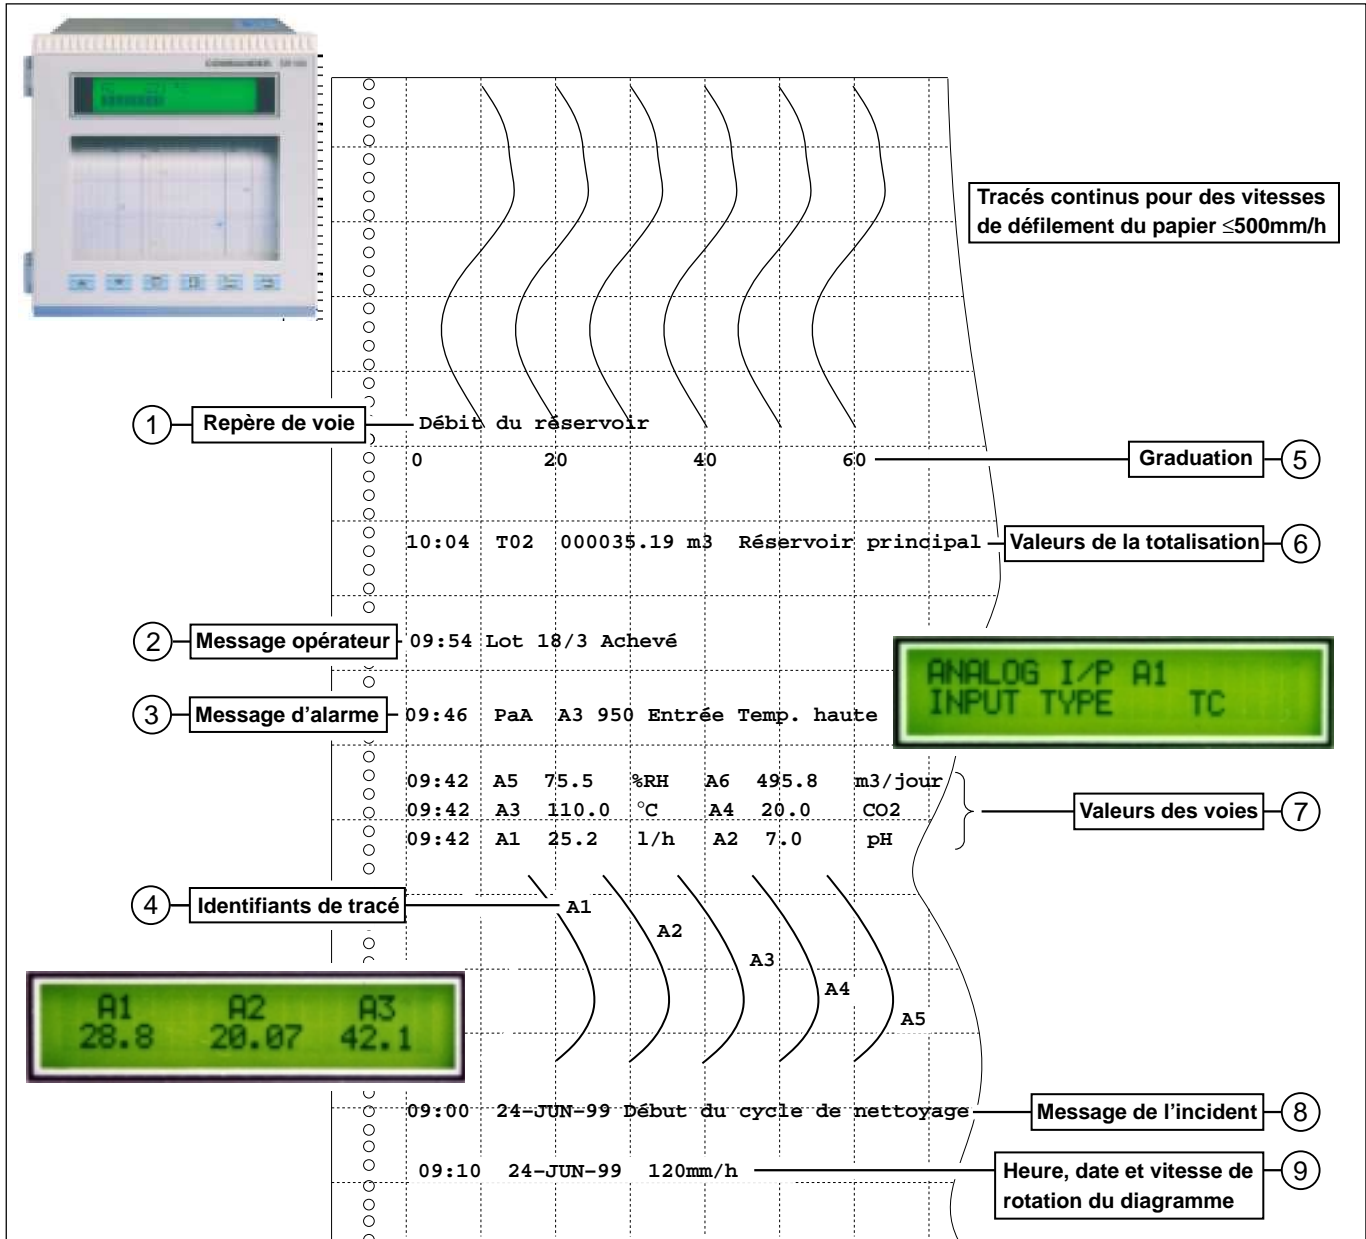 COMMANDER
Tracés continus pour des vitesses
de défilement du papier ≤500mm/h
1
Repère de voie
Débit du réservoir
0 20 40 60
Graduation
5
10:04 T02 000035.19 m3 Réservoir principal
Valeurs de la totalisation
6
2
Message opérateur
09:54 Lot 18/3 Achevé
ANALOG I/P A1
INPUT TYPE TC
3
Message d'alarme
09:46 PaA A3 950 Entrée Temp. haute
09:42 A5 75.5 %RH A6 495.8 m3/jour
09:42 A3 110.0 °C A4 20.0 CO2
09:42 A1 25.2 l/h A2 7.0 pH
Valeurs des voies
7
4
Identifiants de tracé
A1
A2
A3
A4
A5
A1 A2 A3
28.8 20.07 42.1
09:00 24-JUN-99 Début du cycle de nettoyage
Message de l'incident
8
09:10 24-JUN-99 120mm/h
Heure, date et vitesse de
rotation du diagramme
9